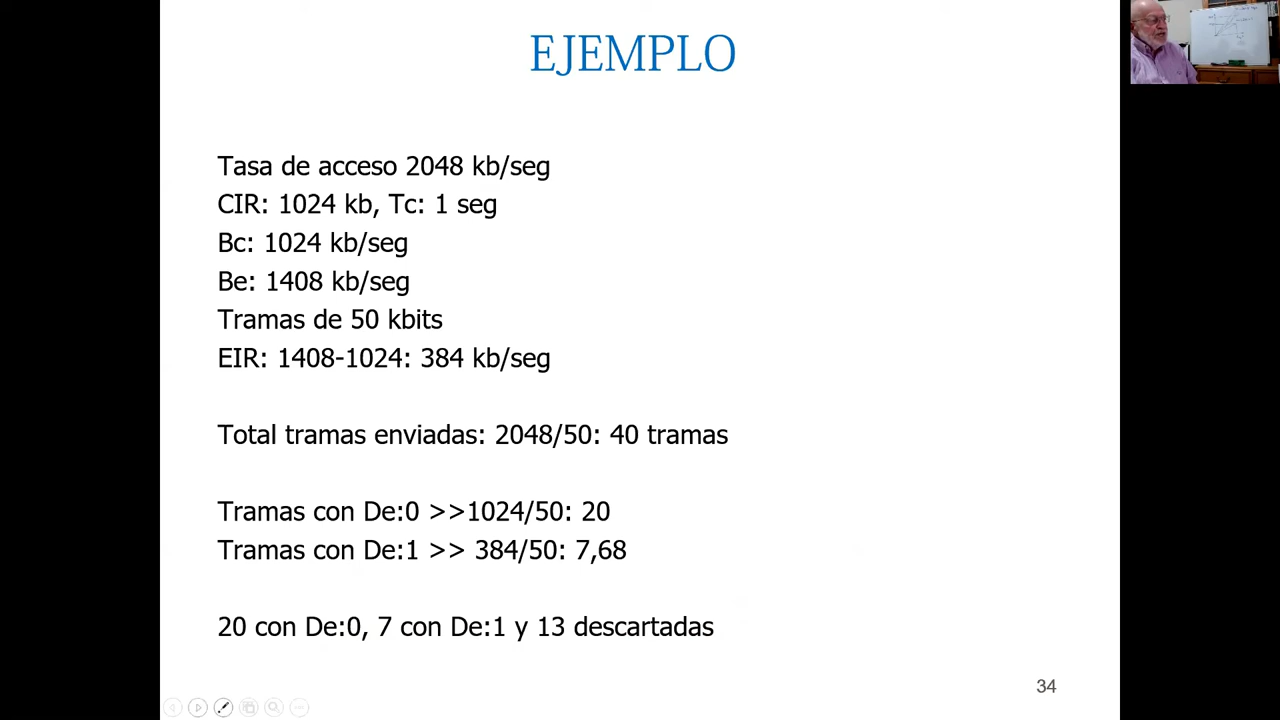 EJEMPLO
Tasa de acceso 2048 kb/seg
CIR: 1024 kb, Tc: 1 seg
Bc: 1024 kb/seg
Be: 1408 kb/seg
Tramas de 50 kbits
EIR: 1408-1024: 384 kb/seg
Total tramas enviadas: 2048/50: 40 tramas
Tramas con De:0 >>1024/50: 20
Tramas con De:1 >> 384/50: 7,68
20 con De:0, 7 con De:1 y 13 descartadas
34